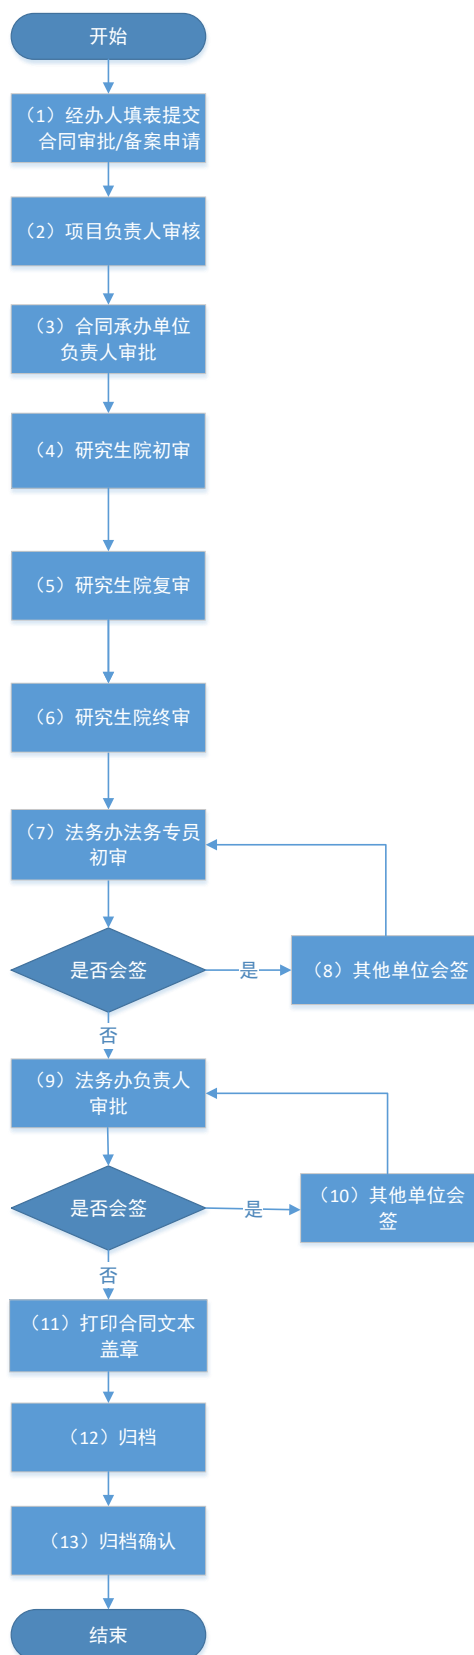 开始
（1）经办人填表提交
合同审批/备案申请
（2）项目负责人审核
（3）合同承办单位
负责人审批
（4）研究生院初审
（5）研究生院复审
（6）研究生院终审
（7）法务办法务专员
初审
是否会签
是
（8）其他单位会签
否
（9）法务办负责人
审批
是否会签
是
（10）其他单位会
签
否
（11）打印合同文本
盖章
（12）归档
（13）归档确认
结束